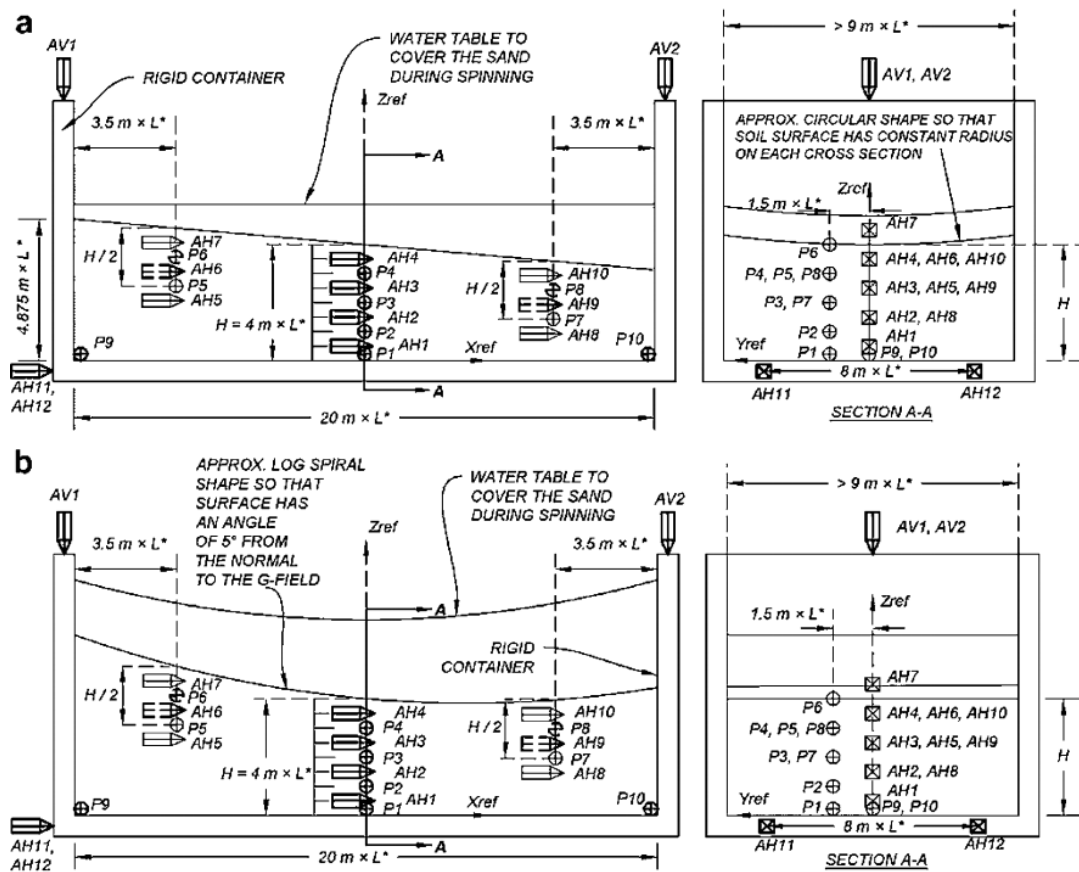 a
AV1
RIGID CONTAINER
WATER TABLE TO
COVER THE SAND
DURING SPINNING
AV2
Zref
3.5 m × L*
3.5 m × L*
A
4.875 m × L*
H / 2
AH7
P6
AH6
P5
AH5
H = 4 m × L*
AH4
P4
AH3
P3
AH2
P2
AH1
P1
H / 2
AH10
P8
AH9
P7
AH8
P9
P10
Xref
AH11,
AH12
A
20 m × L*
> 9 m × L*
AV1, AV2
APPROX. CIRCULAR SHAPE SO THAT
SOIL SURFACE HAS CONSTANT RADIUS
ON EACH CROSS SECTION
Zref
1.5 m × L*
AH7
P6
P4, P5, P8
AH4, AH6, AH10
P3, P7
AH3, AH5, AH9
P2
AH2, AH8
AH1
P1
P9, P10
H
Yref
8 m × L*
AH11
AH12
SECTION A-A
b
AV1
APPROX. LOG SPIRAL
SHAPE SO THAT
SURFACE HAS
AN ANGLE
OF 5° FROM
THE NORMAL
TO THE G-FIELD
WATER TABLE TO
COVER THE SAND
DURING SPINNING
AV2
Zref
3.5 m × L*
3.5 m × L*
A
RIGID
CONTAINER
H / 2
AH7
P6
AH6
P5
AH5
H = 4 m × L*
AH4
P4
AH3
P3
AH2
P2
AH1
P1
H / 2
AH10
P8
AH9
P7
AH8
P9
P10
Xref
AH11,
AH12
A
20 m × L*
> 9 m × L*
AV1, AV2
Zref
1.5 m × L*
AH7
P6
P4, P5, P8
AH4, AH6, AH10
P3, P7
AH3, AH5, AH9
P2
AH2, AH8
AH1
P1
P9, P10
H
Yref
8 m × L*
AH11
AH12
SECTION A-A